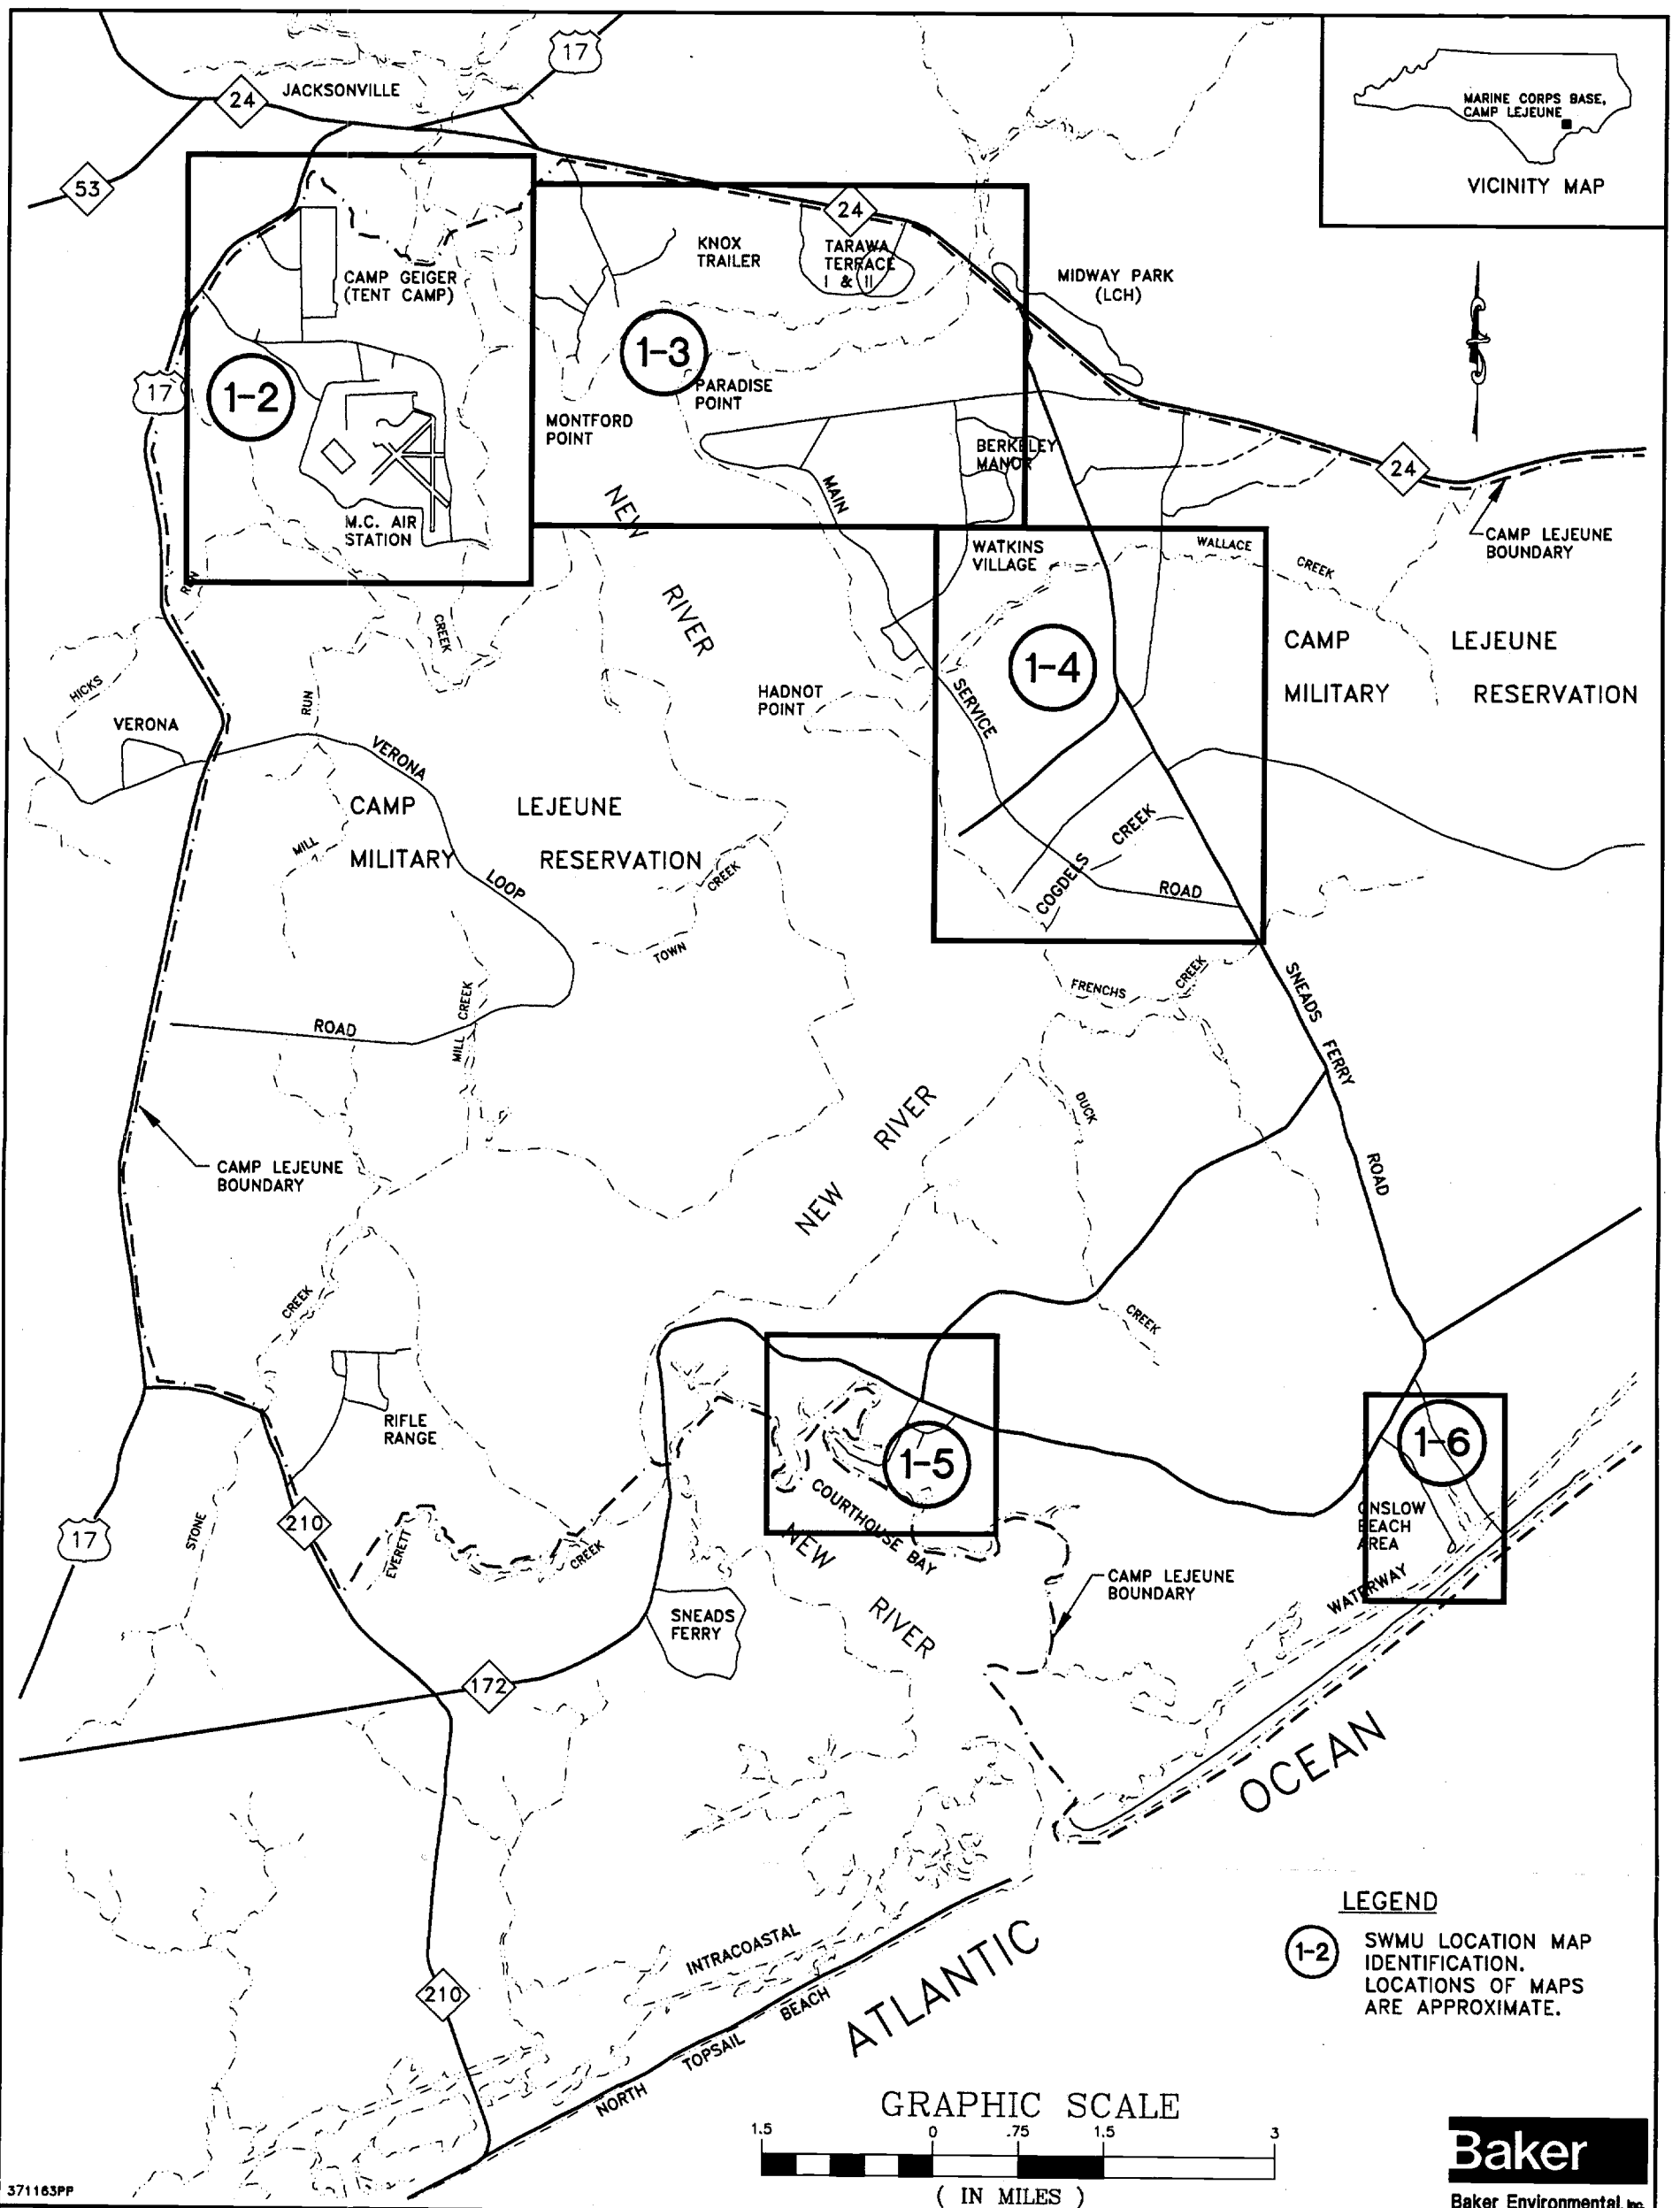 17
24
JACKSONVILLE
53
MARINE CORPS BASE,
CAMP LEJEUNE
VICINITY MAP
24
KNOX
TRAILER
TARAWA
TERRACE
I & II
CAMP GEIGER
(TENT CAMP)
MIDWAY PARK
(LCH)
1-3
17
1-2
PARADISE
POINT
MONTFORD
POINT
BERKELEY
MANOR
24
MAIN
NEW
M.C. AIR
STATION
CAMP LEJEUNE
BOUNDARY
WATKINS
VILLAGE
WALLACE
CREEK
RUN
RIVER
CREEK
CAMP LEJEUNE
MILITARY RESERVATION
1-4
HICKS
RUN
HADNOT
POINT
SERVICE
VERONA
VERONA
CAMP LEJEUNE
MILITARY RESERVATION
MILL
LOOP
CREEK
TOWN
CREEK
COGDELS
ROAD
FRENCHS
CREEK
SNEADS
FERRY
MILL CREEK
ROAD
DUCK
RIVER
NEW
ROAD
CAMP LEJEUNE
BOUNDARY
CREEK
CREEK
RIFLE
RANGE
1-5
1-6
COURTHOUSE BAY
ONSLOW
BEACH
AREA
210
17
STONE
EVERETT
CREEK
NEW
RIVER
CAMP LEJEUNE
BOUNDARY
WATERWAY
SNEADS
FERRY
172
OCEAN
LEGEND
1-2
SWMU LOCATION MAP
IDENTIFICATION.
LOCATIONS OF MAPS
ARE APPROXIMATE.
INTRACOASTAL
ATLANTIC
210
NORTH TOPSAIL BEACH
GRAPHIC SCALE
1.5 0 .75 1.5 3
( IN MILES )
371163PP
Baker
Baker Environmental, Inc.